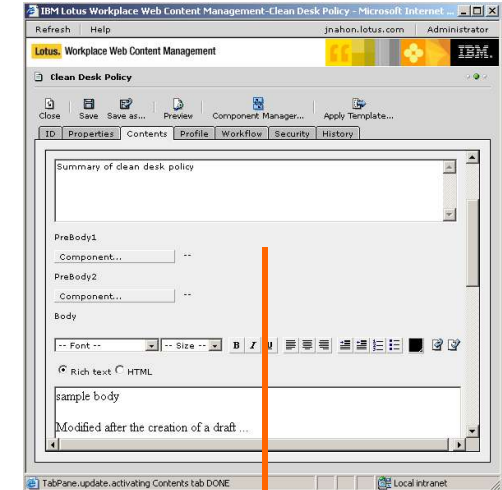 IBM Lotus Workplace Web Content Management-Clean Desk Policy - Microsoft Internet ...
Refresh Help jnahon.lotus.com Administrator
Lotus. Workplace Web Content Management IBM.
Clean Desk Policy
Close Save Save as... Preview Component Manager... Apply Template...
ID Properties Contents Profile Workflow Security History
Summary of clean desk policy
PreBody1
Component... --
PreBody2
Component... --
Body
-- Font -- -- Size -- B I U
Rich text HTML
sample body
Modified after the creation of a draft ...
TabPane.update.activating Contents tab DONE Local intranet